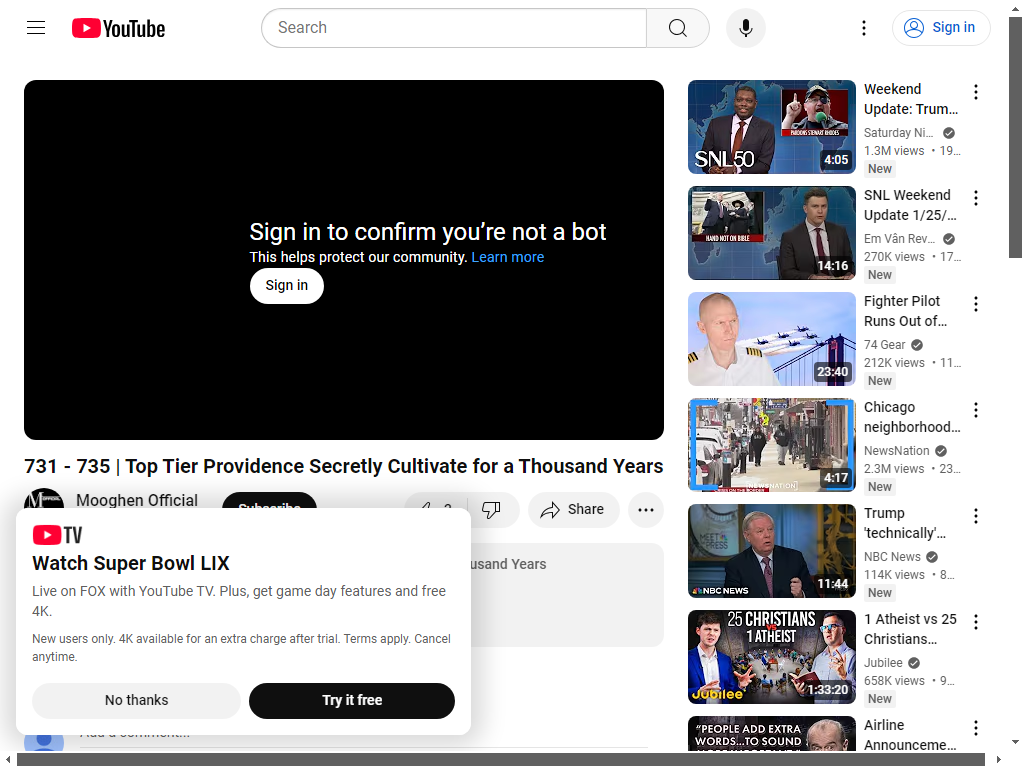 YouTube
Search
Sign in
Sign in to confirm you're not a bot
This helps protect our community. Learn more
Sign in
731 - 735 | Top Tier Providence Secretly Cultivate for a Thousand Years
Mooghen Official
Subscribe
Share
TV
Watch Super Bowl LIX
Live on FOX with YouTube TV. Plus, get game day features and free
4K.
New users only. 4K available for an extra charge after trial. Terms apply. Cancel
anytime.
No thanks
Try it free
Add a comment...
PARDONS STEWART RHODES
SNL50
4:05
Weekend
Update: Trum...
Saturday Ni...
1.3M views • 19...
New
HAND NOT ON BIBLE
14:16
SNL Weekend
Update 1/25/...
Em Vân Rev...
270K views • 17...
New
23:40
Fighter Pilot
Runs Out of...
74 Gear
212K views • 11...
New
NEWSNATION
4:17
Chicago
neighborhood...
NewsNation
2.3M views • 23...
New
MEET THE PRESS
NBC NEWS
11:44
Trump
'technically'...
NBC News
114K views • 8...
New
25 CHRISTIANS
VS
1 ATHEIST
Jubilee
1:33:20
1 Atheist vs 25
Christians...
Jubilee
658K views • 9...
New
"PEOPLE ADD EXTRA
WORDS...TO SOUND
Airline
Announceme...